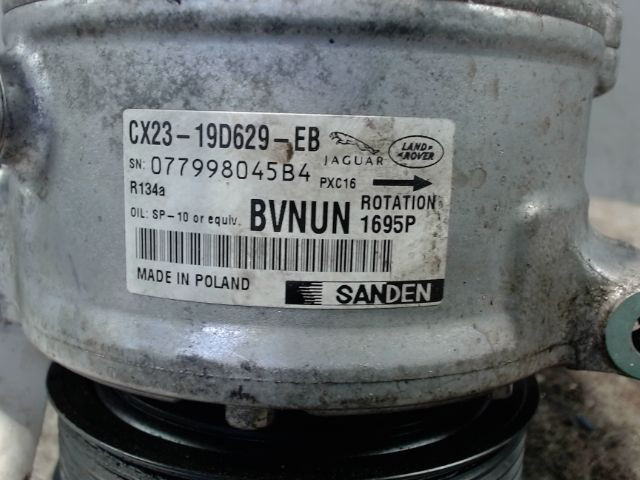 CX23-19D629-EB
JAGUAR
LAND-ROVER
SN: 077998045B4
PXC16
R134a
ROTATION
OIL: SP-10 or equiv.
BVNUN
1695P
MADE IN POLAND
SANDEN